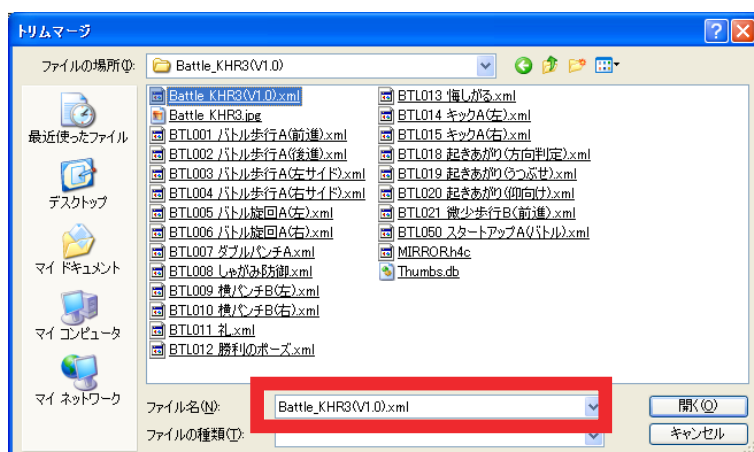 トリムマージ
ファイルの場所(I):
Battle_KHR3(V1.0)
最近使ったファイル
デスクトップ
マイ ドキュメント
マイ コンピュータ
マイ ネットワーク
Battle_KHR3(V1.0).xml
Battle KHR3.jpg
BTL001 バトル歩行A(前進).xml
BTL002 バトル歩行A(後進).xml
BTL003 バトル歩行A(左サイド).xml
BTL004 バトル歩行A(右サイド).xml
BTL005 バトル旋回A(左).xml
BTL006 バトル旋回A(右).xml
BTL007 ダブルパンチA.xml
BTL008 しゃがみ防御.xml
BTL009 横パンチB(左).xml
BTL010 横パンチB(右).xml
BTL011 礼.xml
BTL012 勝利のポーズ.xml
BTL013 悔しがる.xml
BTL014 キックA(左).xml
BTL015 キックA(右).xml
BTL018 起きあがり(方向判定).xml
BTL019 起きあがり(うつぶせ).xml
BTL020 起きあがり(仰向け).xml
BTL021 微少歩行B(前進).xml
BTL050 スタートアップA(バトル).xml
MIRROR.h4c
Thumbs.db
ファイル名(N):
Battle_KHR3(V1.0).xml
開く(O)
ファイルの種類(T):
キャンセル